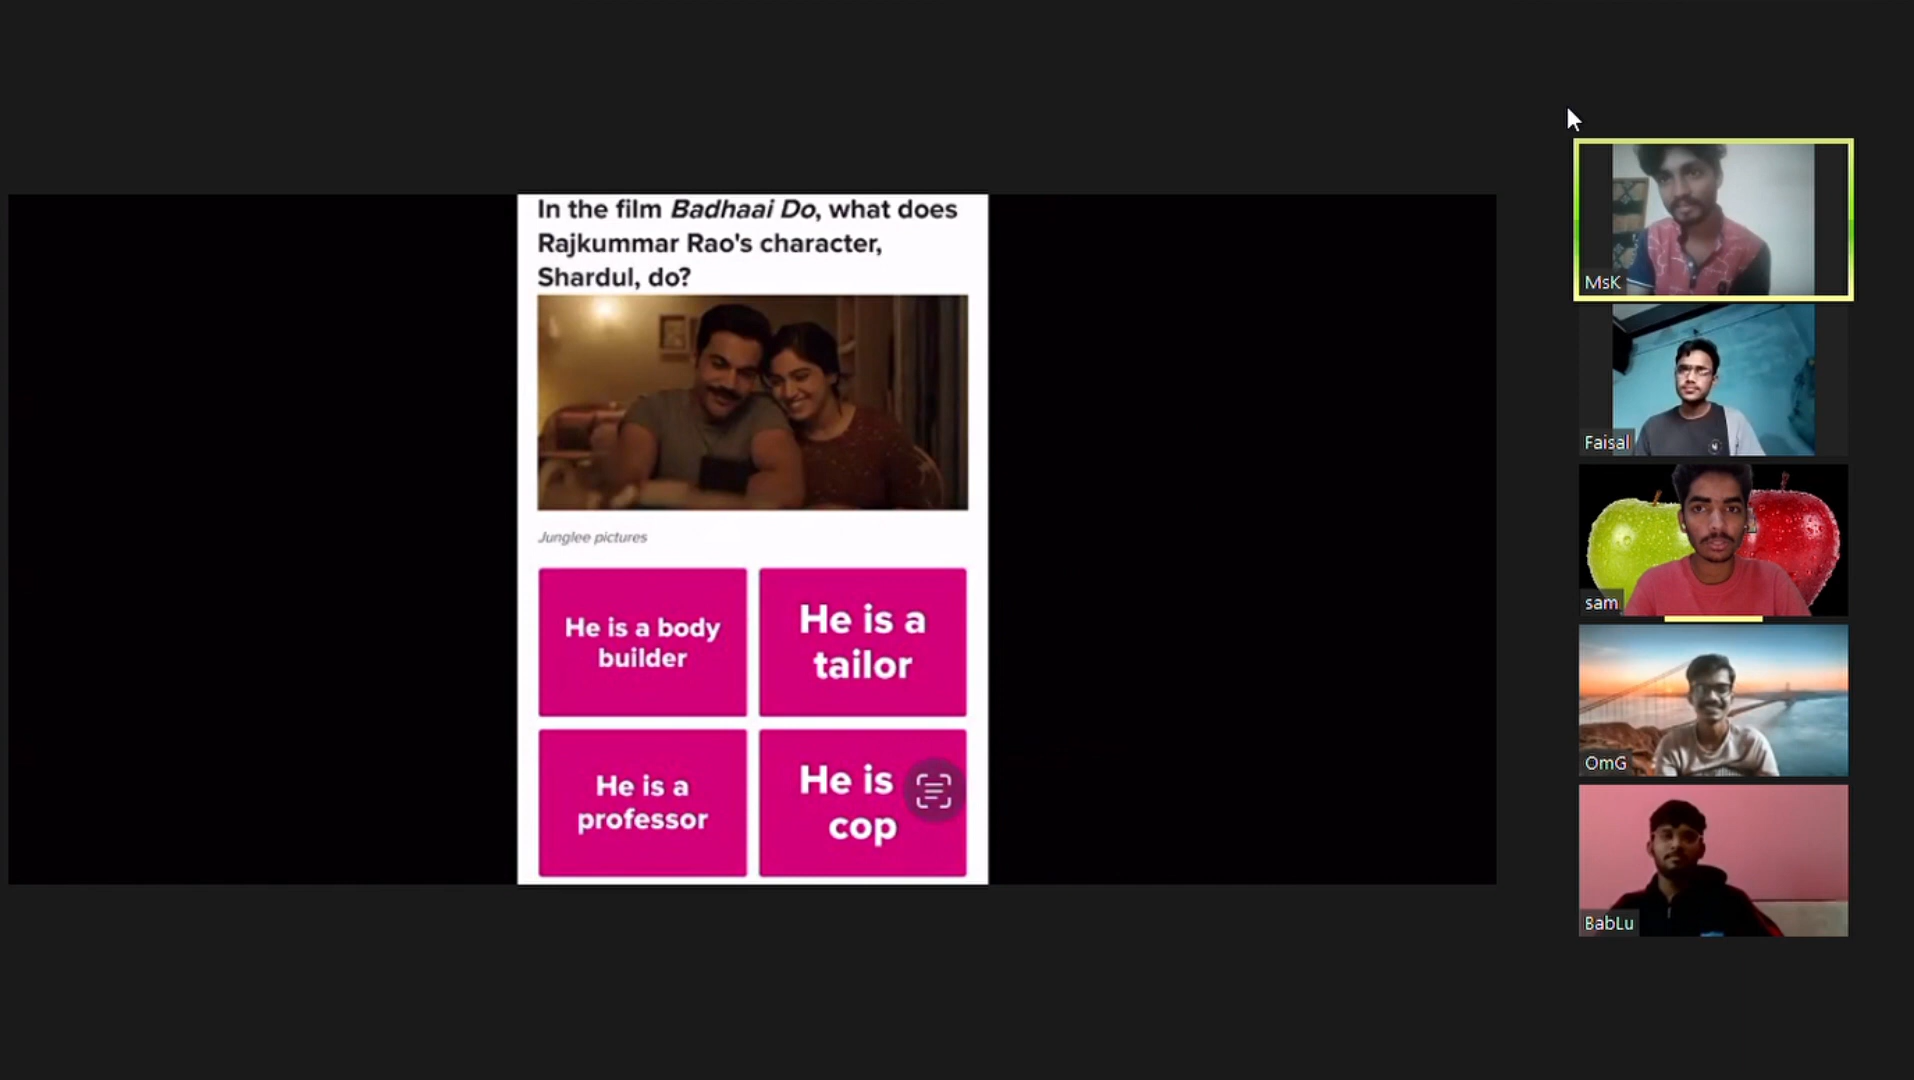 In the film Badhaai Do, what does
Rajkummar Rao's character,
Shardul, do?
Junglee pictures
He is a body
builder
He is a
tailor
He is a
professor
He is
cop
MsK
Faisal
sam
OmG
BabLu